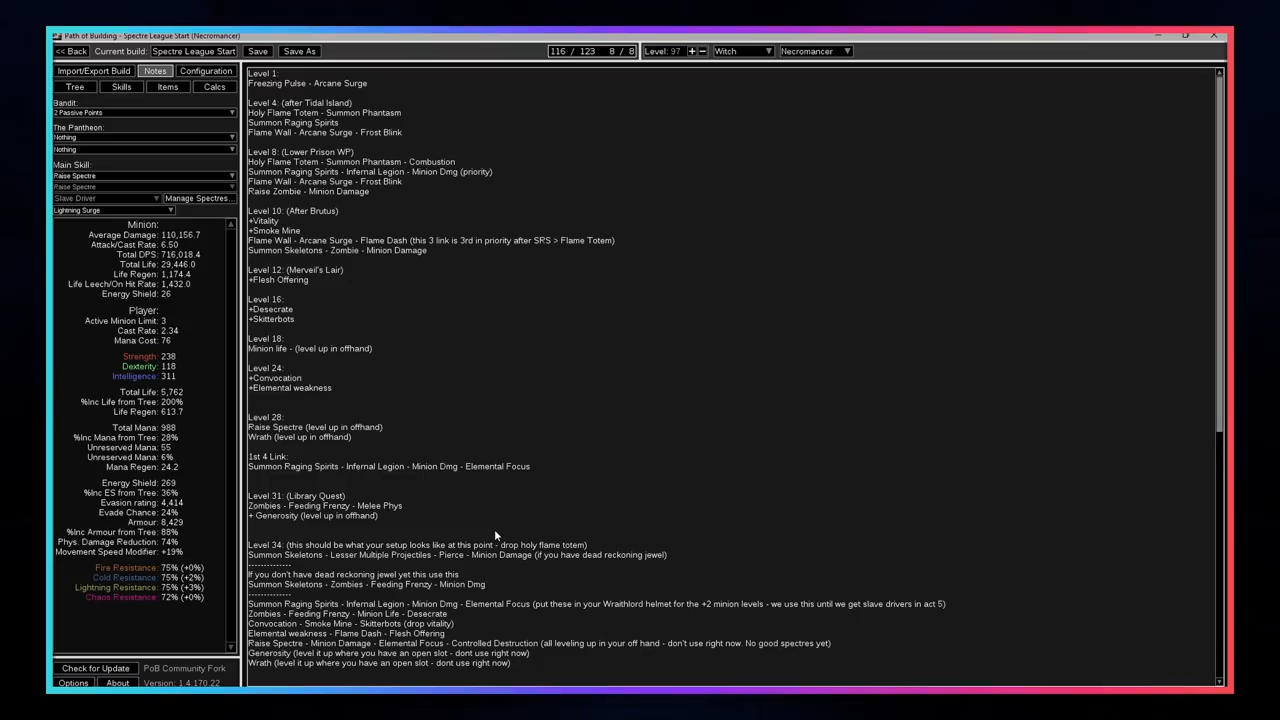 Path of Building - Spectre League Start (Necromancer)
<< Back Current build: Spectre League Start Save Save As 116 / 123 8 / 8 Level: 97 + - Witch Necromancer
Import/Export Build Notes Configuration
Tree Skills Items Calcs
Bandit:
2 Passive Points
The Pantheon:
Nothing
Nothing
Main Skill:
Raise Spectre
Raise Spectre
Slave Driver Manage Spectres...
Lightning Surge
Minion:
Average Damage: 110,156.7
Attack/Cast Rate: 6.50
Total DPS: 716,018.4
Total Life: 29,446.0
Life Regen: 1,174.4
Life Leech/On Hit Rate: 1,432.0
Energy Shield: 26
Player:
Active Minion Limit: 3
Cast Rate: 2.34
Mana Cost: 76
Strength: 238
Dexterity: 118
Intelligence: 311
Total Life: 5,762
%Inc Life from Tree: 200%
Life Regen: 613.7
Total Mana: 988
%Inc Mana from Tree: 28%
Unreserved Mana: 55
Unreserved Mana: 6%
Mana Regen: 24.2
Energy Shield: 269
%Inc ES from Tree: 36%
Evasion rating: 4,414
Evade Chance: 24%
Armour: 8,429
%Inc Armour from Tree: 88%
Phys. Damage Reduction: 74%
Movement Speed Modifier: +19%
Fire Resistance: 75% (+0%)
Cold Resistance: 75% (+2%)
Lightning Resistance: 75% (+3%)
Chaos Resistance: 72% (+0%)
Check for Update PoB Community Fork
Options About Version: 1.4.170.22
Level 1:
Freezing Pulse - Arcane Surge
Level 4: (after Tidal Island)
Holy Flame Totem - Summon Phantasm
Summon Raging Spirits
Flame Wall - Arcane Surge - Frost Blink
Level 8: (Lower Prison WP)
Holy Flame Totem - Summon Phantasm - Combustion
Summon Raging Spirits - Infernal Legion - Minion Dmg (priority)
Flame Wall - Arcane Surge - Frost Blink
Raise Zombie - Minion Damage
Level 10: (After Brutus)
+Vitality
+Smoke Mine
Flame Wall - Arcane Surge - Flame Dash (this 3 link is 3rd in priority after SRS > Flame Totem)
Summon Skeletons - Zombie - Minion Damage
Level 12: (Merveil's Lair)
+Flesh Offering
Level 16:
+Desecrate
+Skitterbots
Level 18:
Minion life - (level up in offhand)
Level 24:
+Convocation
+Elemental weakness
Level 28:
Raise Spectre (level up in offhand)
Wrath (level up in offhand)
1st 4 Link:
Summon Raging Spirits - Infernal Legion - Minion Dmg - Elemental Focus
Level 31: (Library Quest)
Zombies - Feeding Frenzy - Melee Phys
+ Generosity (level up in offhand)
Level 34: (this should be what your setup looks like at this point - drop holy flame totem)
Summon Skeletons - Lesser Multiple Projectiles - Pierce - Minion Damage (if you have dead reckoning jewel)
-------------
If you don't have dead reckoning jewel yet this use this
Summon Skeletons - Zombies - Feeding Frenzy - Minion Dmg
-------------
Summon Raging Spirits - Infernal Legion - Minion Dmg - Elemental Focus (put these in your Wraithlord helmet for the +2 minion levels - we use this until we get slave drivers in act 5)
Zombies - Feeding Frenzy - Minion Life - Desecrate
Convocation - Smoke Mine - Skitterbots (drop vitality)
Elemental weakness - Flame Dash - Flesh Offering
Raise Spectre - Minion Damage - Elemental Focus - Controlled Destruction (all leveling up in your off hand - don't use right now. No good spectres yet)
Generosity (level it up where you have an open slot - dont use right now)
Wrath (level it up where you have an open slot - dont use right now)